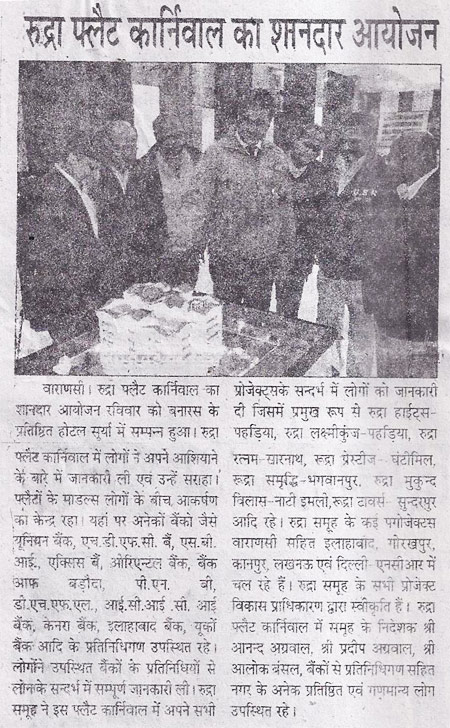 रुद्रा फ्लैट कार्निवाल का शानदार आयोजन
वाराणसी। रुद्रा फ्लैट कार्निवाल का
शानदार आयोजन रविवार को बनारस के
प्रतिष्ठित होटल सूर्या में सम्पन्न हुआ। रुद्रा
फ्लैट कार्निवाल में लोगों ने अपने आशियाने
के बारे में जानकारी ली एवं उन्हें सराहा।
फ्लैटों के माडल्स लोगों के बीच आकर्षण
का केन्द्र रहा। यहां पर अनेकों बैंकों जैसे
यूनियन बैंक, एच.डी.एफ.सी. बैं, एस.बी.
आई., एक्सिस बैं, ओरिएन्टल बैंक, बैंक
आफ बड़ौदा, पी.एन. बी,
डी.एच.एफ.एल., आई.सी.आई .सी. आई
बैंक, केनरा बैंक, इलाहाबाद बैंक, यूकों
बैंक आदि के प्रतिनिधिगण उपस्थित रहे।
लोगोंने उपस्थित बैंकों के प्रतिनिधियों से
लोनके सन्दर्भ में सम्पूर्ण जानकारी ली। रुद्रा
समूह ने इस फ्लैट कार्निवाल में अपने सभी
प्रोजेक्ट्सके सन्दर्भ में लोगों को जानकारी
दी जिसमें प्रमुख रूप से रुद्रा हाईटस-
पहड़िया, रुद्रा लक्ष्मीकुंज-पहड़िया, रुद्रा
रत्नम-सारनाथ, रूद्रा प्रेस्टीज- घंटीमिल,
रूद्रा समृद्धि-भगवानपुर, रुद्रा मुकुन्द
विलास-नाटी इमली,रूद्रा टावर्स- सुन्दरपुर
आदि रहे। रुद्रा समूह के कई पगोजेक्टस
वाराणसी सहित इलाहाबाद, गोरखपुर,
कानपुर, लखनऊ एवं दिल्ली-एनसीआर में
चल रहे हैं। रुद्रा समूह के सभी प्रोजेक्ट
विकास प्राधिकारण द्वारा स्वीकृति हैं। रुद्रा
फ्लैट कार्निवाल में समूह के निदेशक श्री
आनन्द अग्रवाल, श्री प्रदीप अग्रवाल, श्री
आलोक बंसल, बैंकों से प्रतिनिधिगण सहित
नगर के अनेक प्रतिष्ठित एवं गणमान्य लोग
उपस्थित रहे।